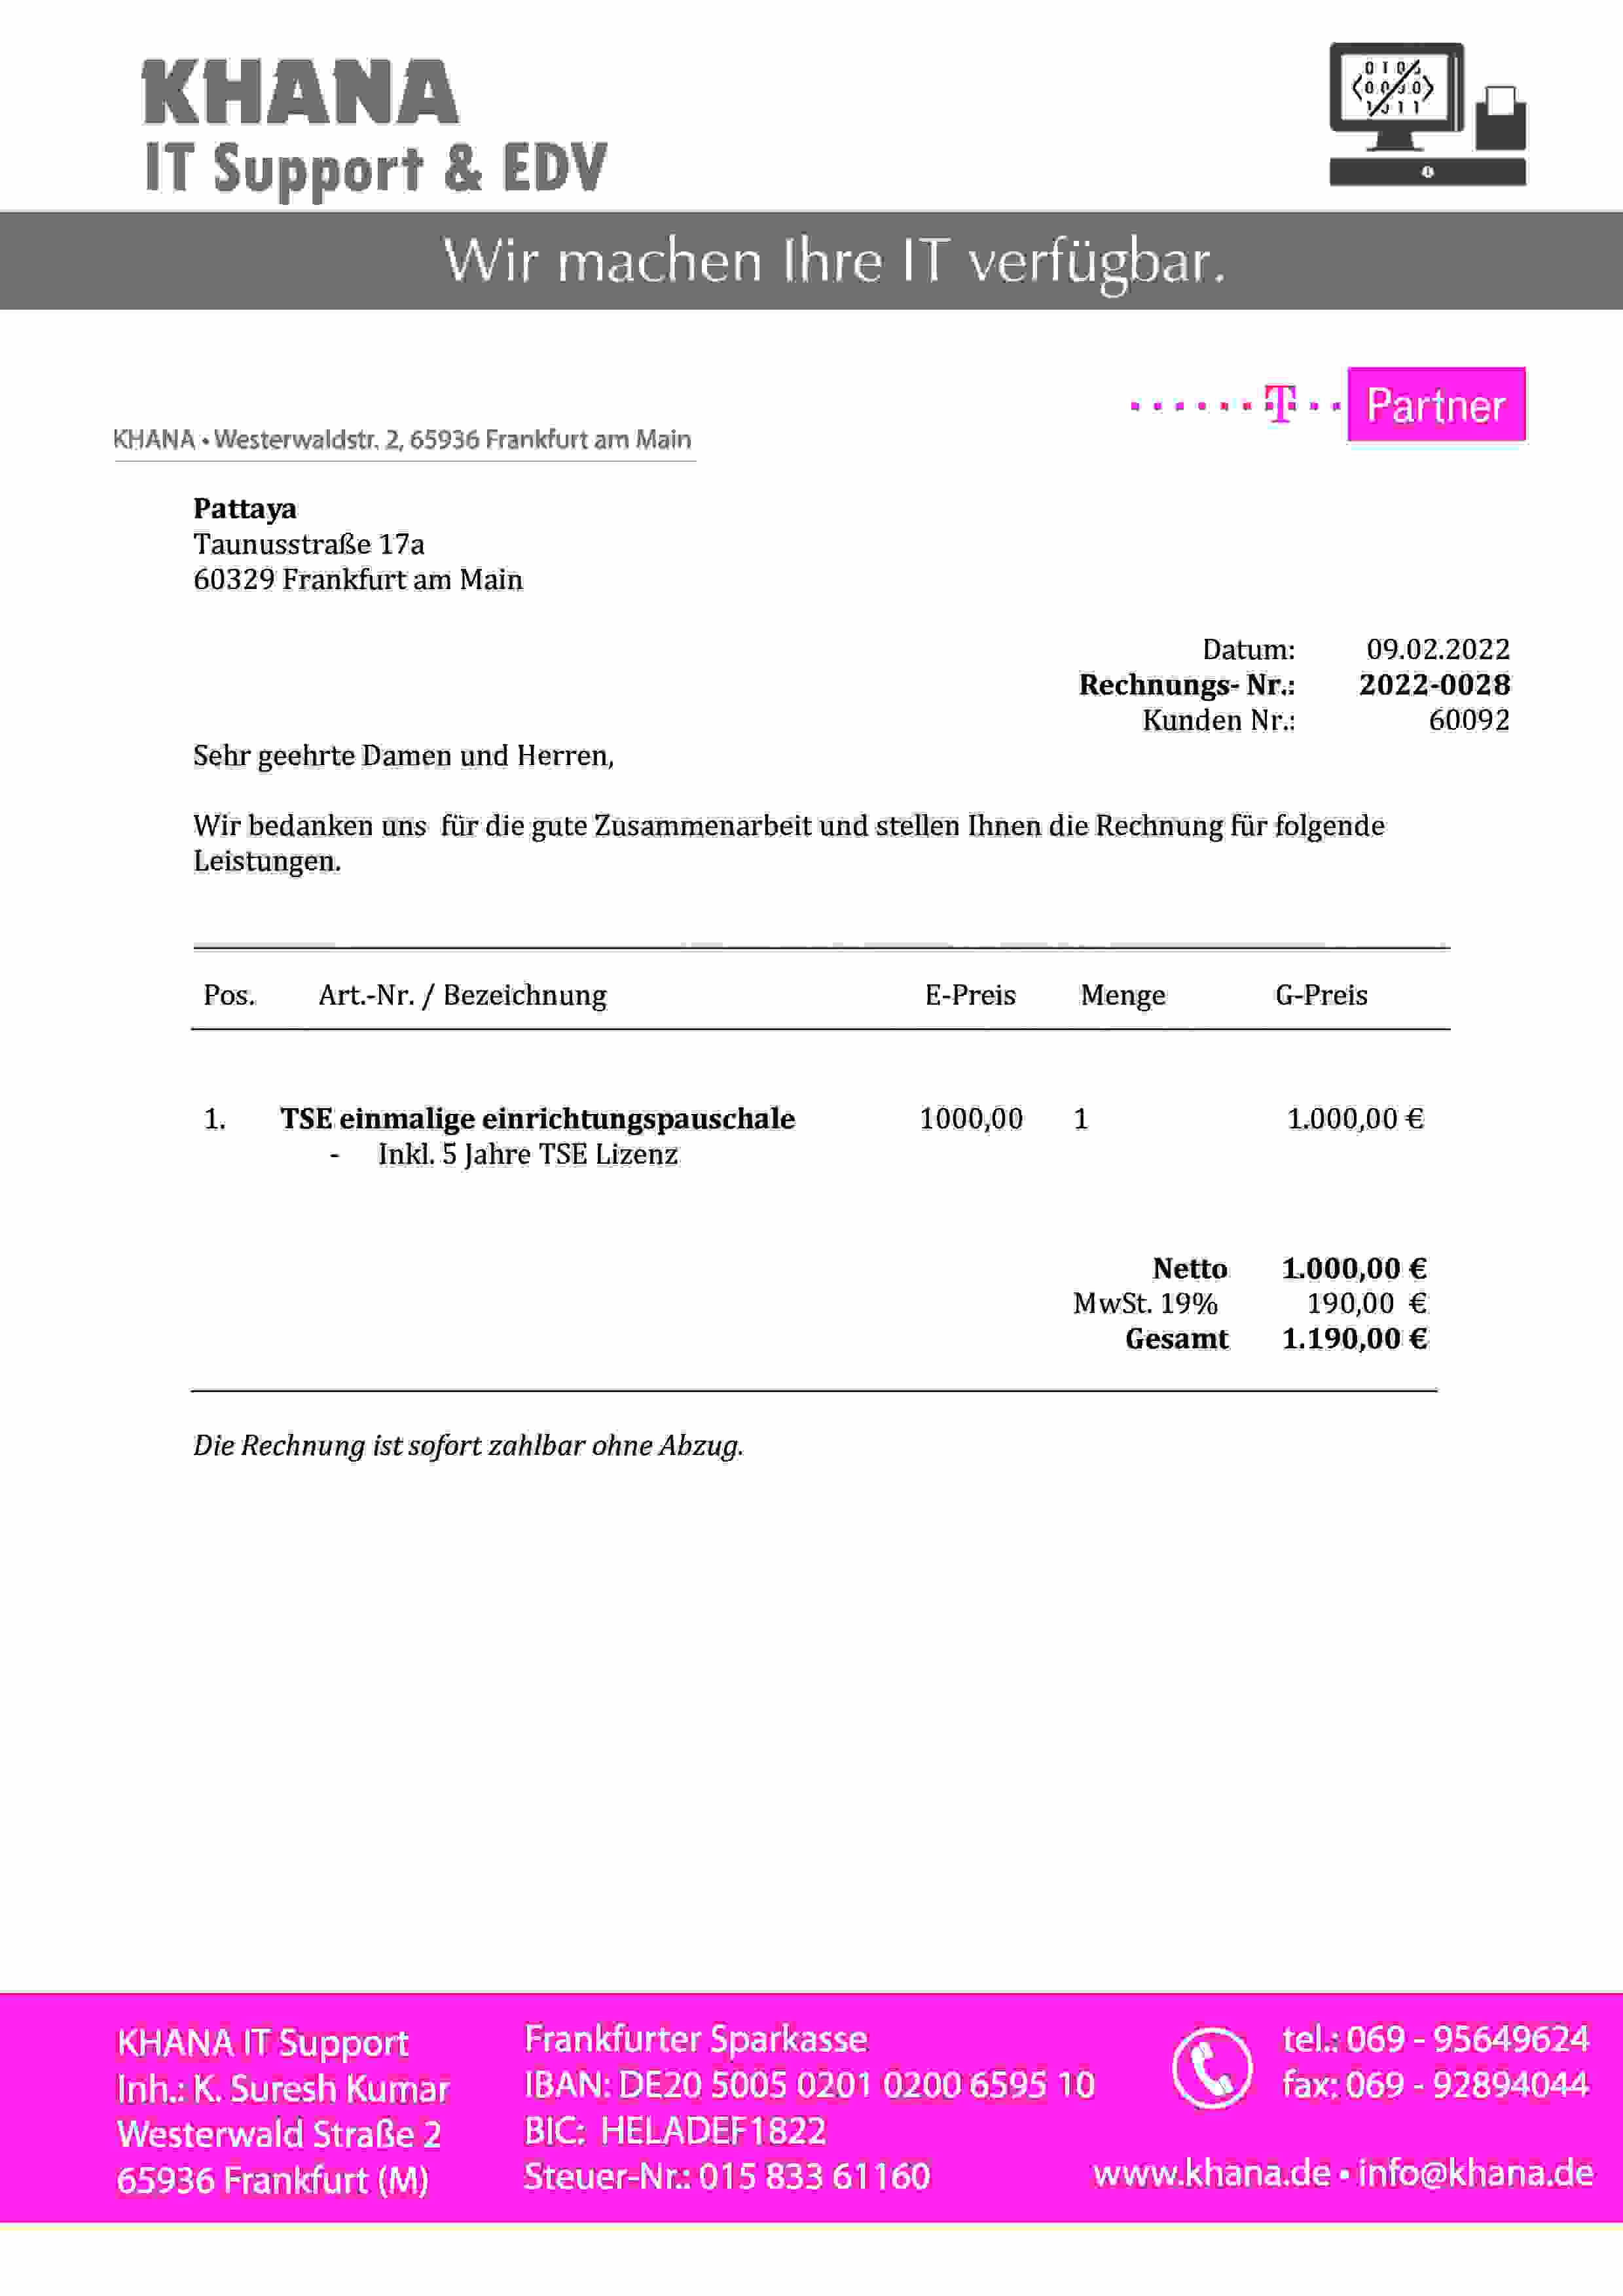 KHANA
IT Support & EDV
0 1 0
Wir machen Ihre IT verfügbar.
T Partner
KHANA • Westerwaldstr. 2, 65936 Frankfurt am Main
Pattaya
Taunusstraße 17a
60329 Frankfurt am Main
Datum: 09.02.2022
Rechnungs- Nr.: 2022-0028
Kunden Nr.: 60092
Sehr geehrte Damen und Herren,
Wir bedanken uns für die gute Zusammenarbeit und stellen Ihnen die Rechnung für folgende
Leistungen.
Pos. Art.-Nr. / Bezeichnung E-Preis Menge G-Preis
1. TSE einmalige einrichtungspauschale 1000,00 1 1.000,00 €
- Inkl. 5 Jahre TSE Lizenz
Netto 1.000,00 €
MwSt. 19% 190,00 €
Gesamt 1.190,00 €
Die Rechnung ist sofort zahlbar ohne Abzug.
KHANA IT Support
Inh.: K. Suresh Kumar
Westerwald Straße 2
65936 Frankfurt (M)
Frankfurter Sparkasse
IBAN: DE20 5005 0201 0200 6595 10
BIC: HELADEF1822
Steuer-Nr.: 015 833 61160
tel.: 069 - 95649624
fax: 069 - 92894044
www.khana.de • info@khana.de